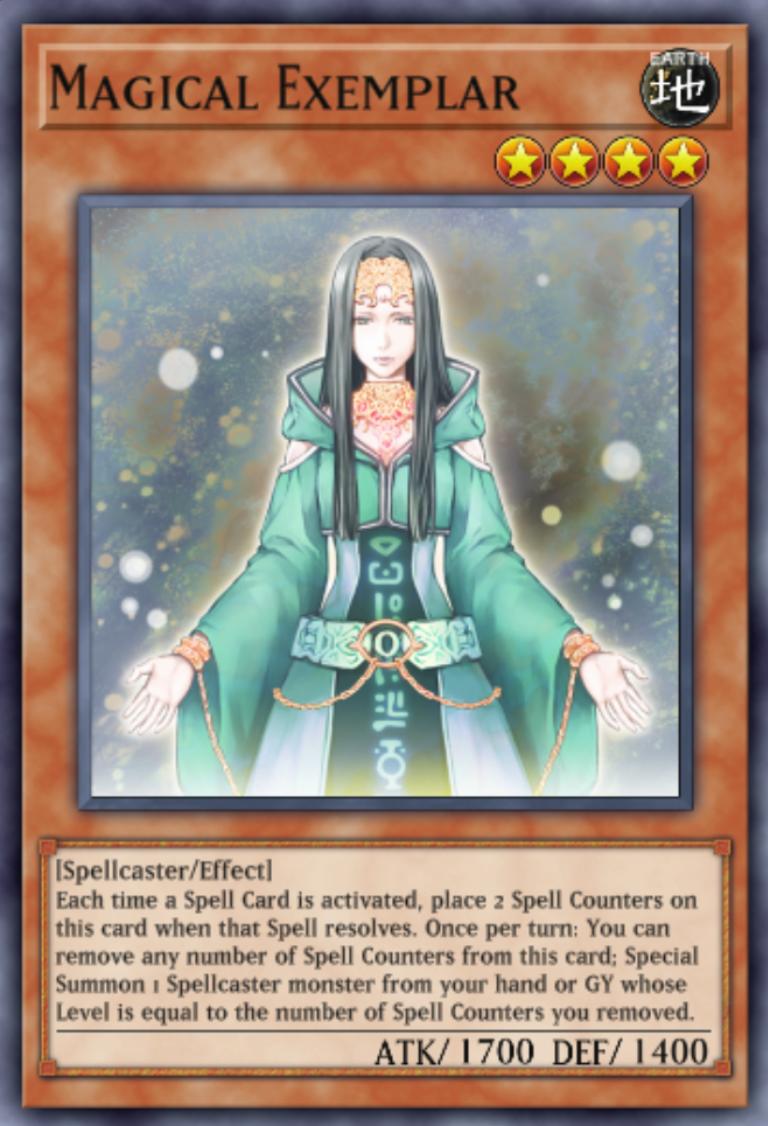 MAGICAL EXEMPLAR
EARTH
地
[Spellcaster/Effect]
Each time a Spell Card is activated, place 2 Spell Counters on
this card when that Spell resolves. Once per turn: You can
remove any number of Spell Counters from this card; Special
Summon 1 Spellcaster monster from your hand or GY whose
Level is equal to the number of Spell Counters you removed.
ATK/ 1700 DEF/ 1400